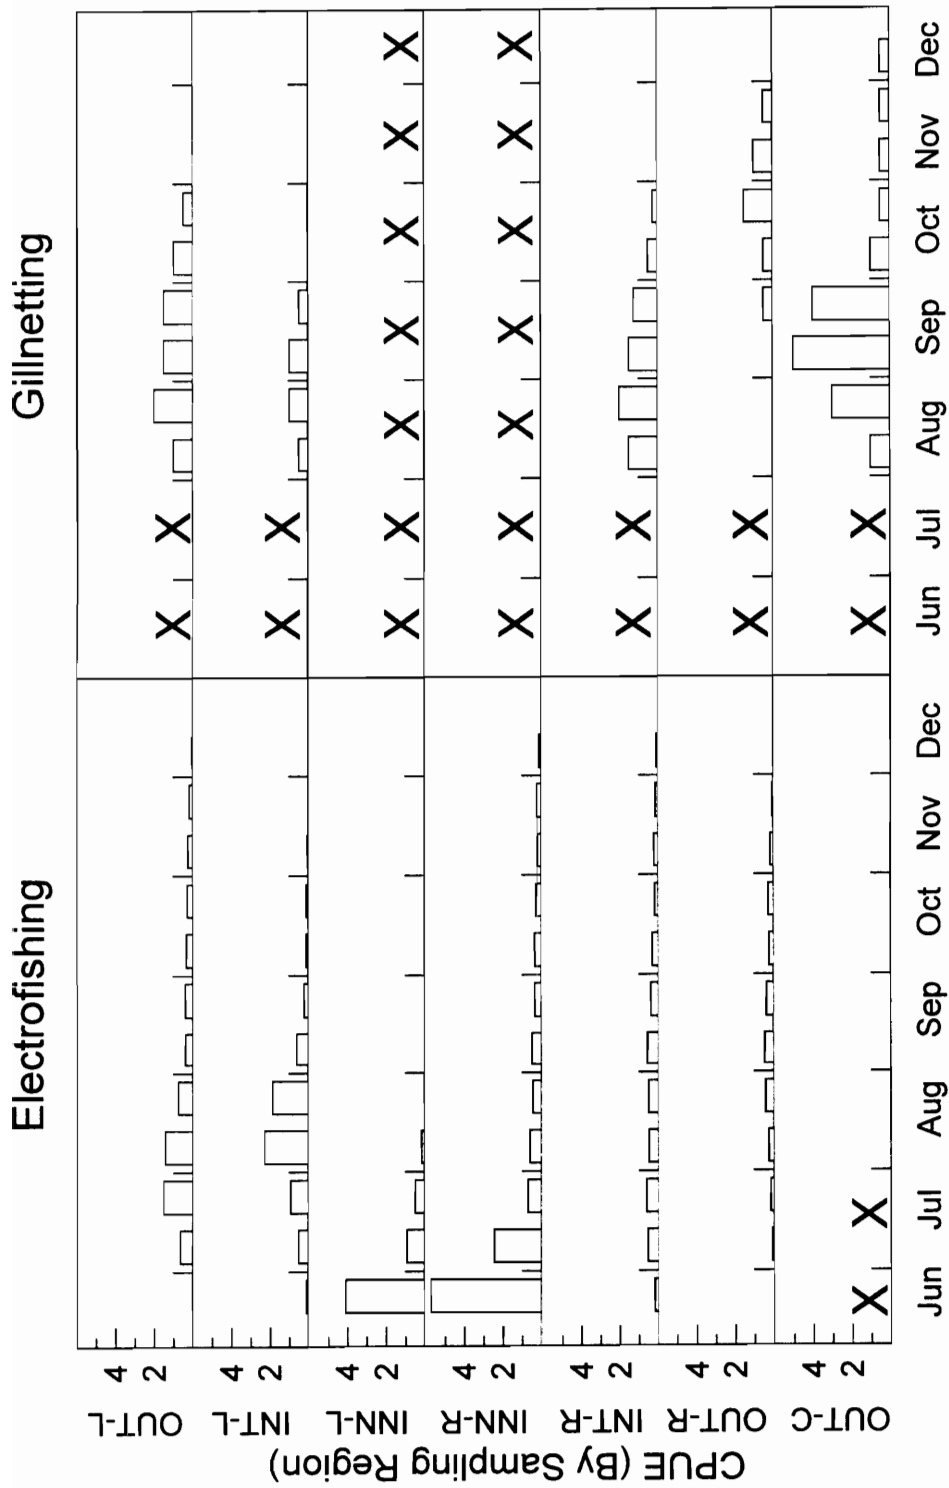 Electrofishing
Gillnetting
CPUE (By Sampling Region)
OUT-L
4
2
INT-L
4
2
INN-L
4
2
INN-R
4
2
INT-R
4
2
OUT-R
4
2
OUT-C
4
2
X X X X
X X X X
X X X X X X X
X X X X X X X
X X
X X
X X
Jun Jul Aug Sep Oct Nov Dec
Jun Jul Aug Sep Oct Nov Dec